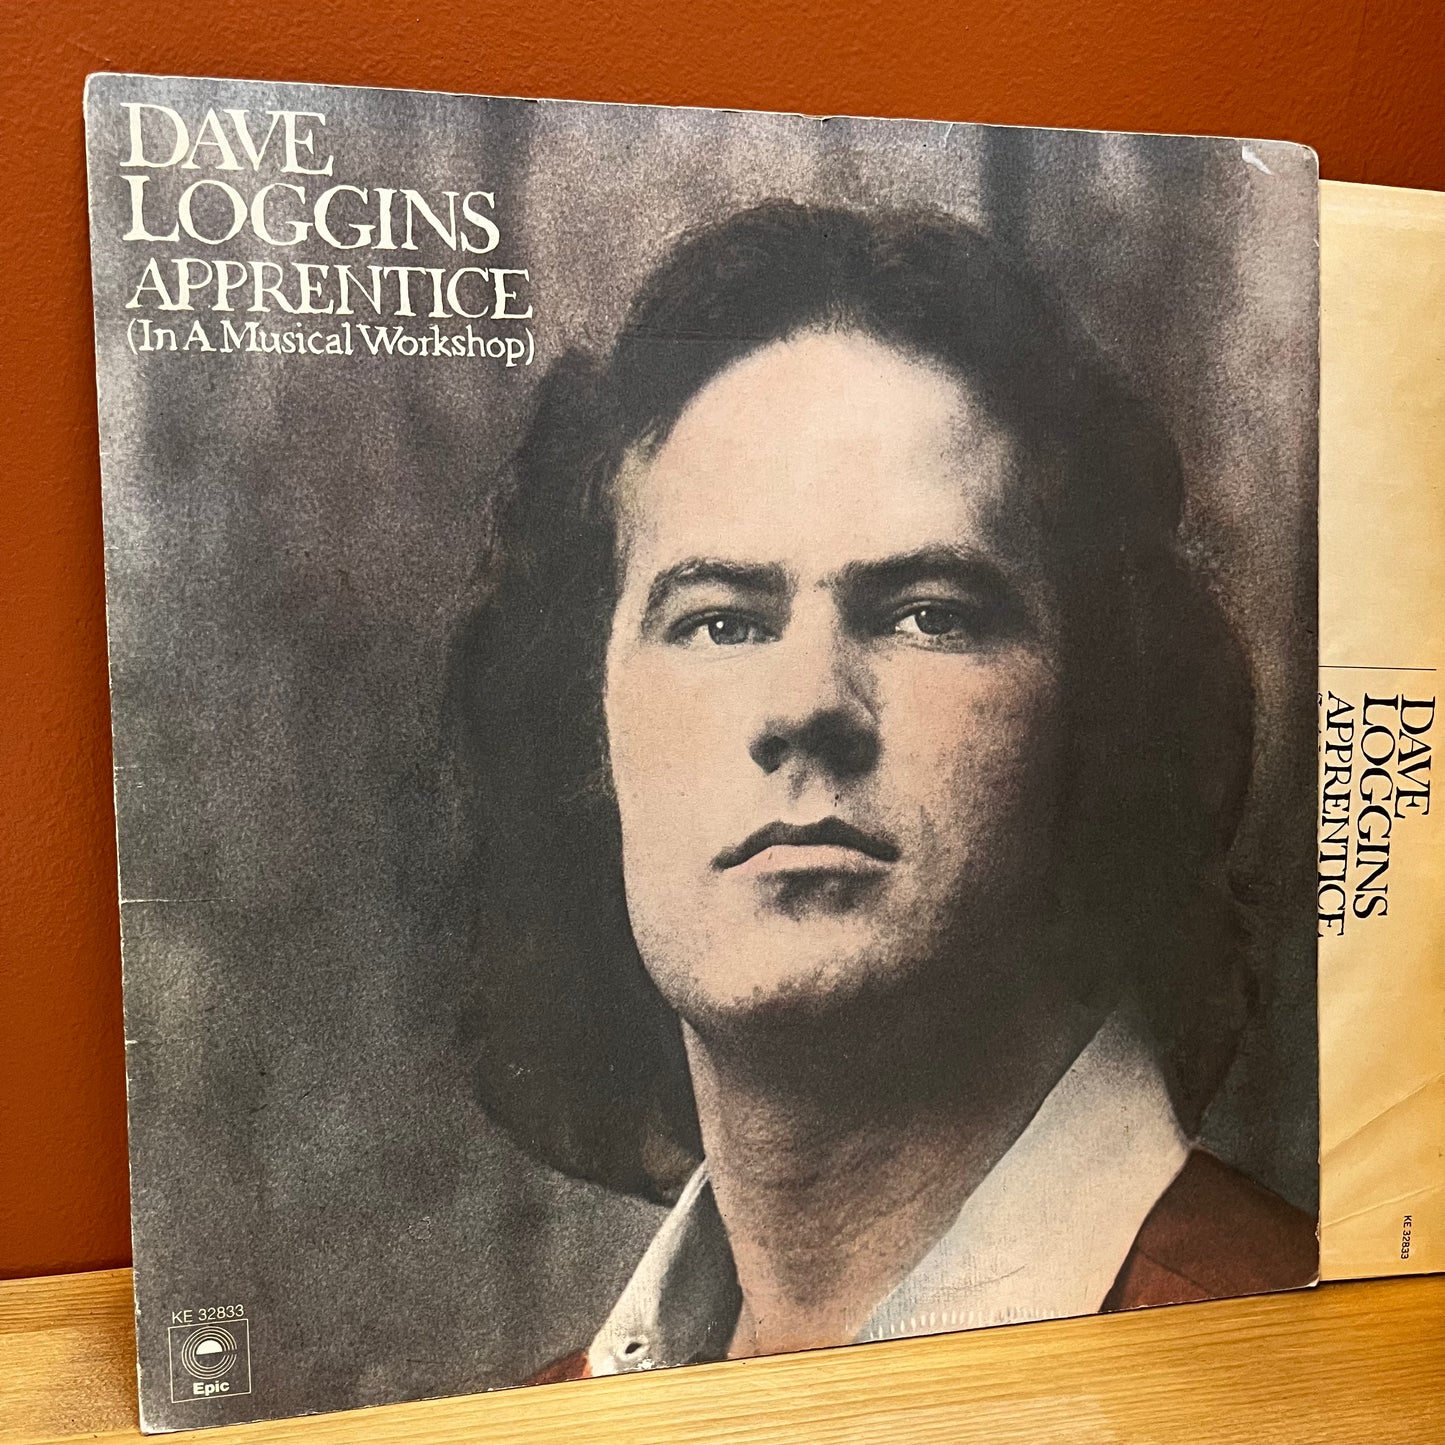 DAVE
LOGGINS
APPRENTICE
(In A Musical Workshop)
KE 32833
Epic
DAVE
LOGGINS
APPRENTICE
KE 32833